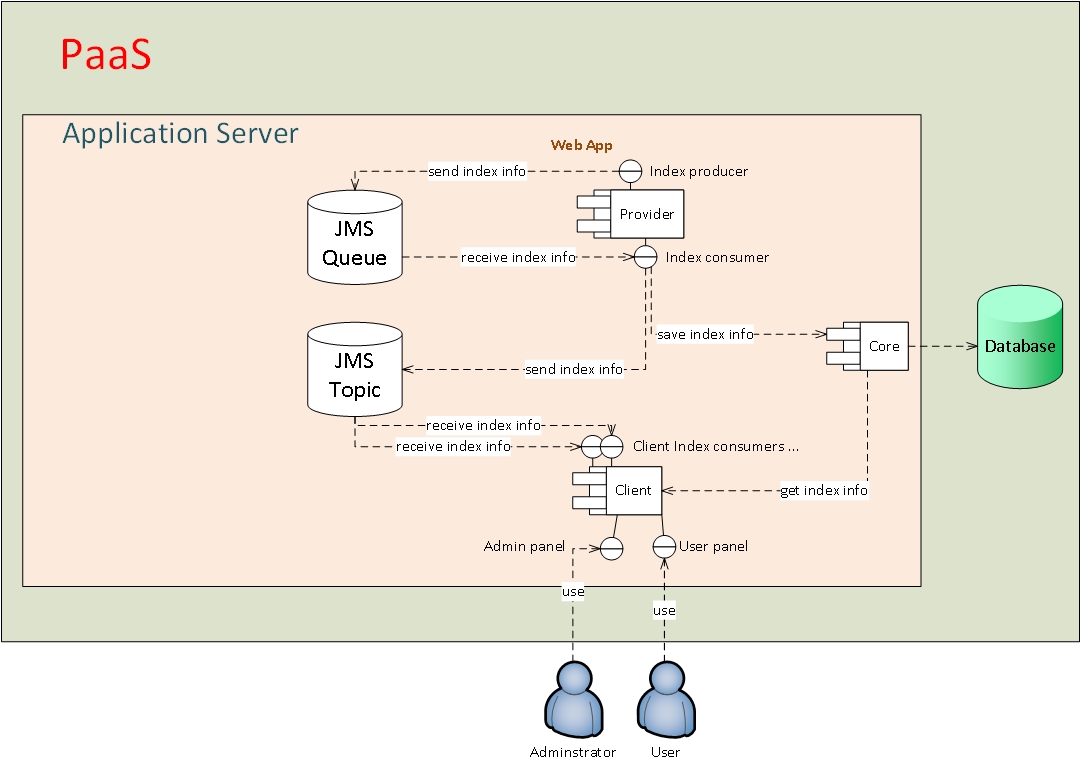 PaaS
Application Server
Web App
send index info
Index producer
JMS
Queue
Provider
receive index info
Index consumer
save index info
JMS
Topic
Core
Database
send index info
receive index info
receive index info
Client Index consumers ...
Client
get index info
Admin panel
User panel
use
use
Adminstrator
User